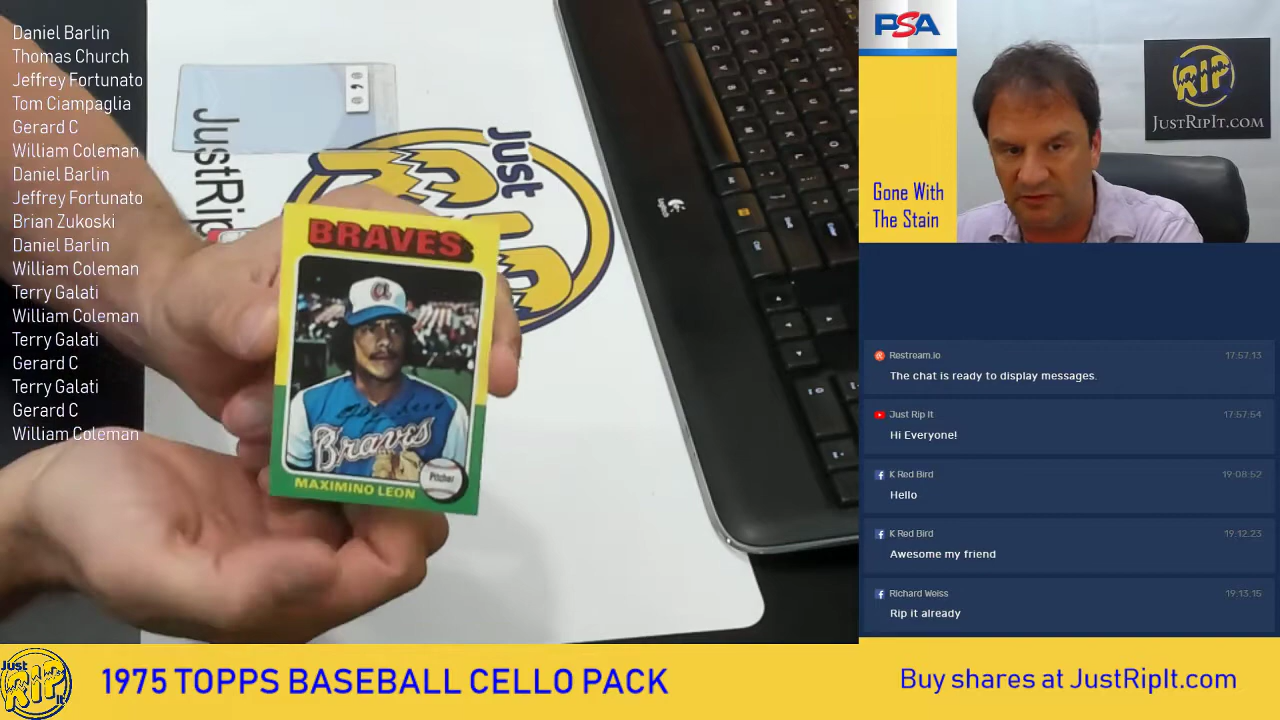 Daniel Barlin
Thomas Church
Jeffrey Fortunato
Tom Ciampaglia
Gerard C
William Coleman
Daniel Barlin
Jeffrey Fortunato
Brian Zukoski
Daniel Barlin
William Coleman
Terry Galati
William Coleman
Terry Galati
Gerard C
Terry Galati
Gerard C
William Coleman
JustRip
Just
BRAVES
Braves
MAXIMINO LEON
Pitcher
Logitech
PSA
Gone With
The Stain
RIP
JUSTRIPIT.COM
Restream.io 17:57:13
The chat is ready to display messages.
Just Rip It 17:57:54
Hi Everyone!
K Red Bird 19:08:52
Hello
K Red Bird 19:12:23
Awesome my friend
Richard Weiss 19:13:15
Rip it already
Just
RIP
It
1975 TOPPS BASEBALL CELLO PACK
Buy shares at JustRipIt.com